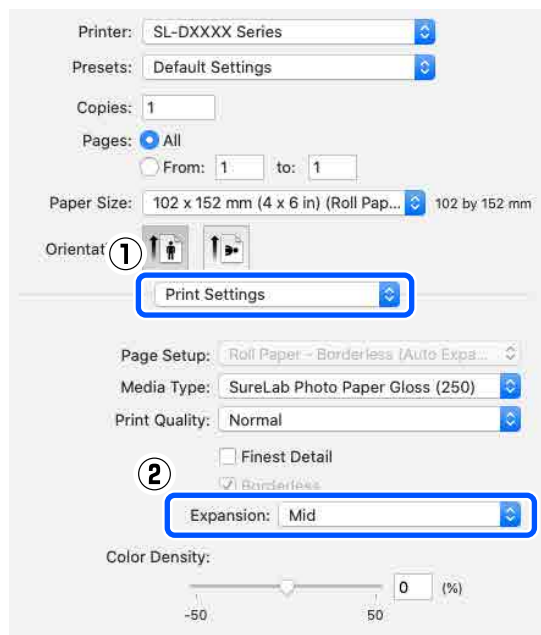 Printer: SL-DXXXX Series
Presets: Default Settings
Copies: 1
Pages: All
From: 1 to: 1
Paper Size: 102 x 152 mm (4 x 6 in) (Roll Pap... 102 by 152 mm
Orientat
1
Print Settings
Page Setup: Roll Paper - Borderless (Auto Expa...
Media Type: SureLab Photo Paper Gloss (250)
Print Quality: Normal
Finest Detail
2
Borderless
Expansion: Mid
Color Density:
0 (%)
-50 50